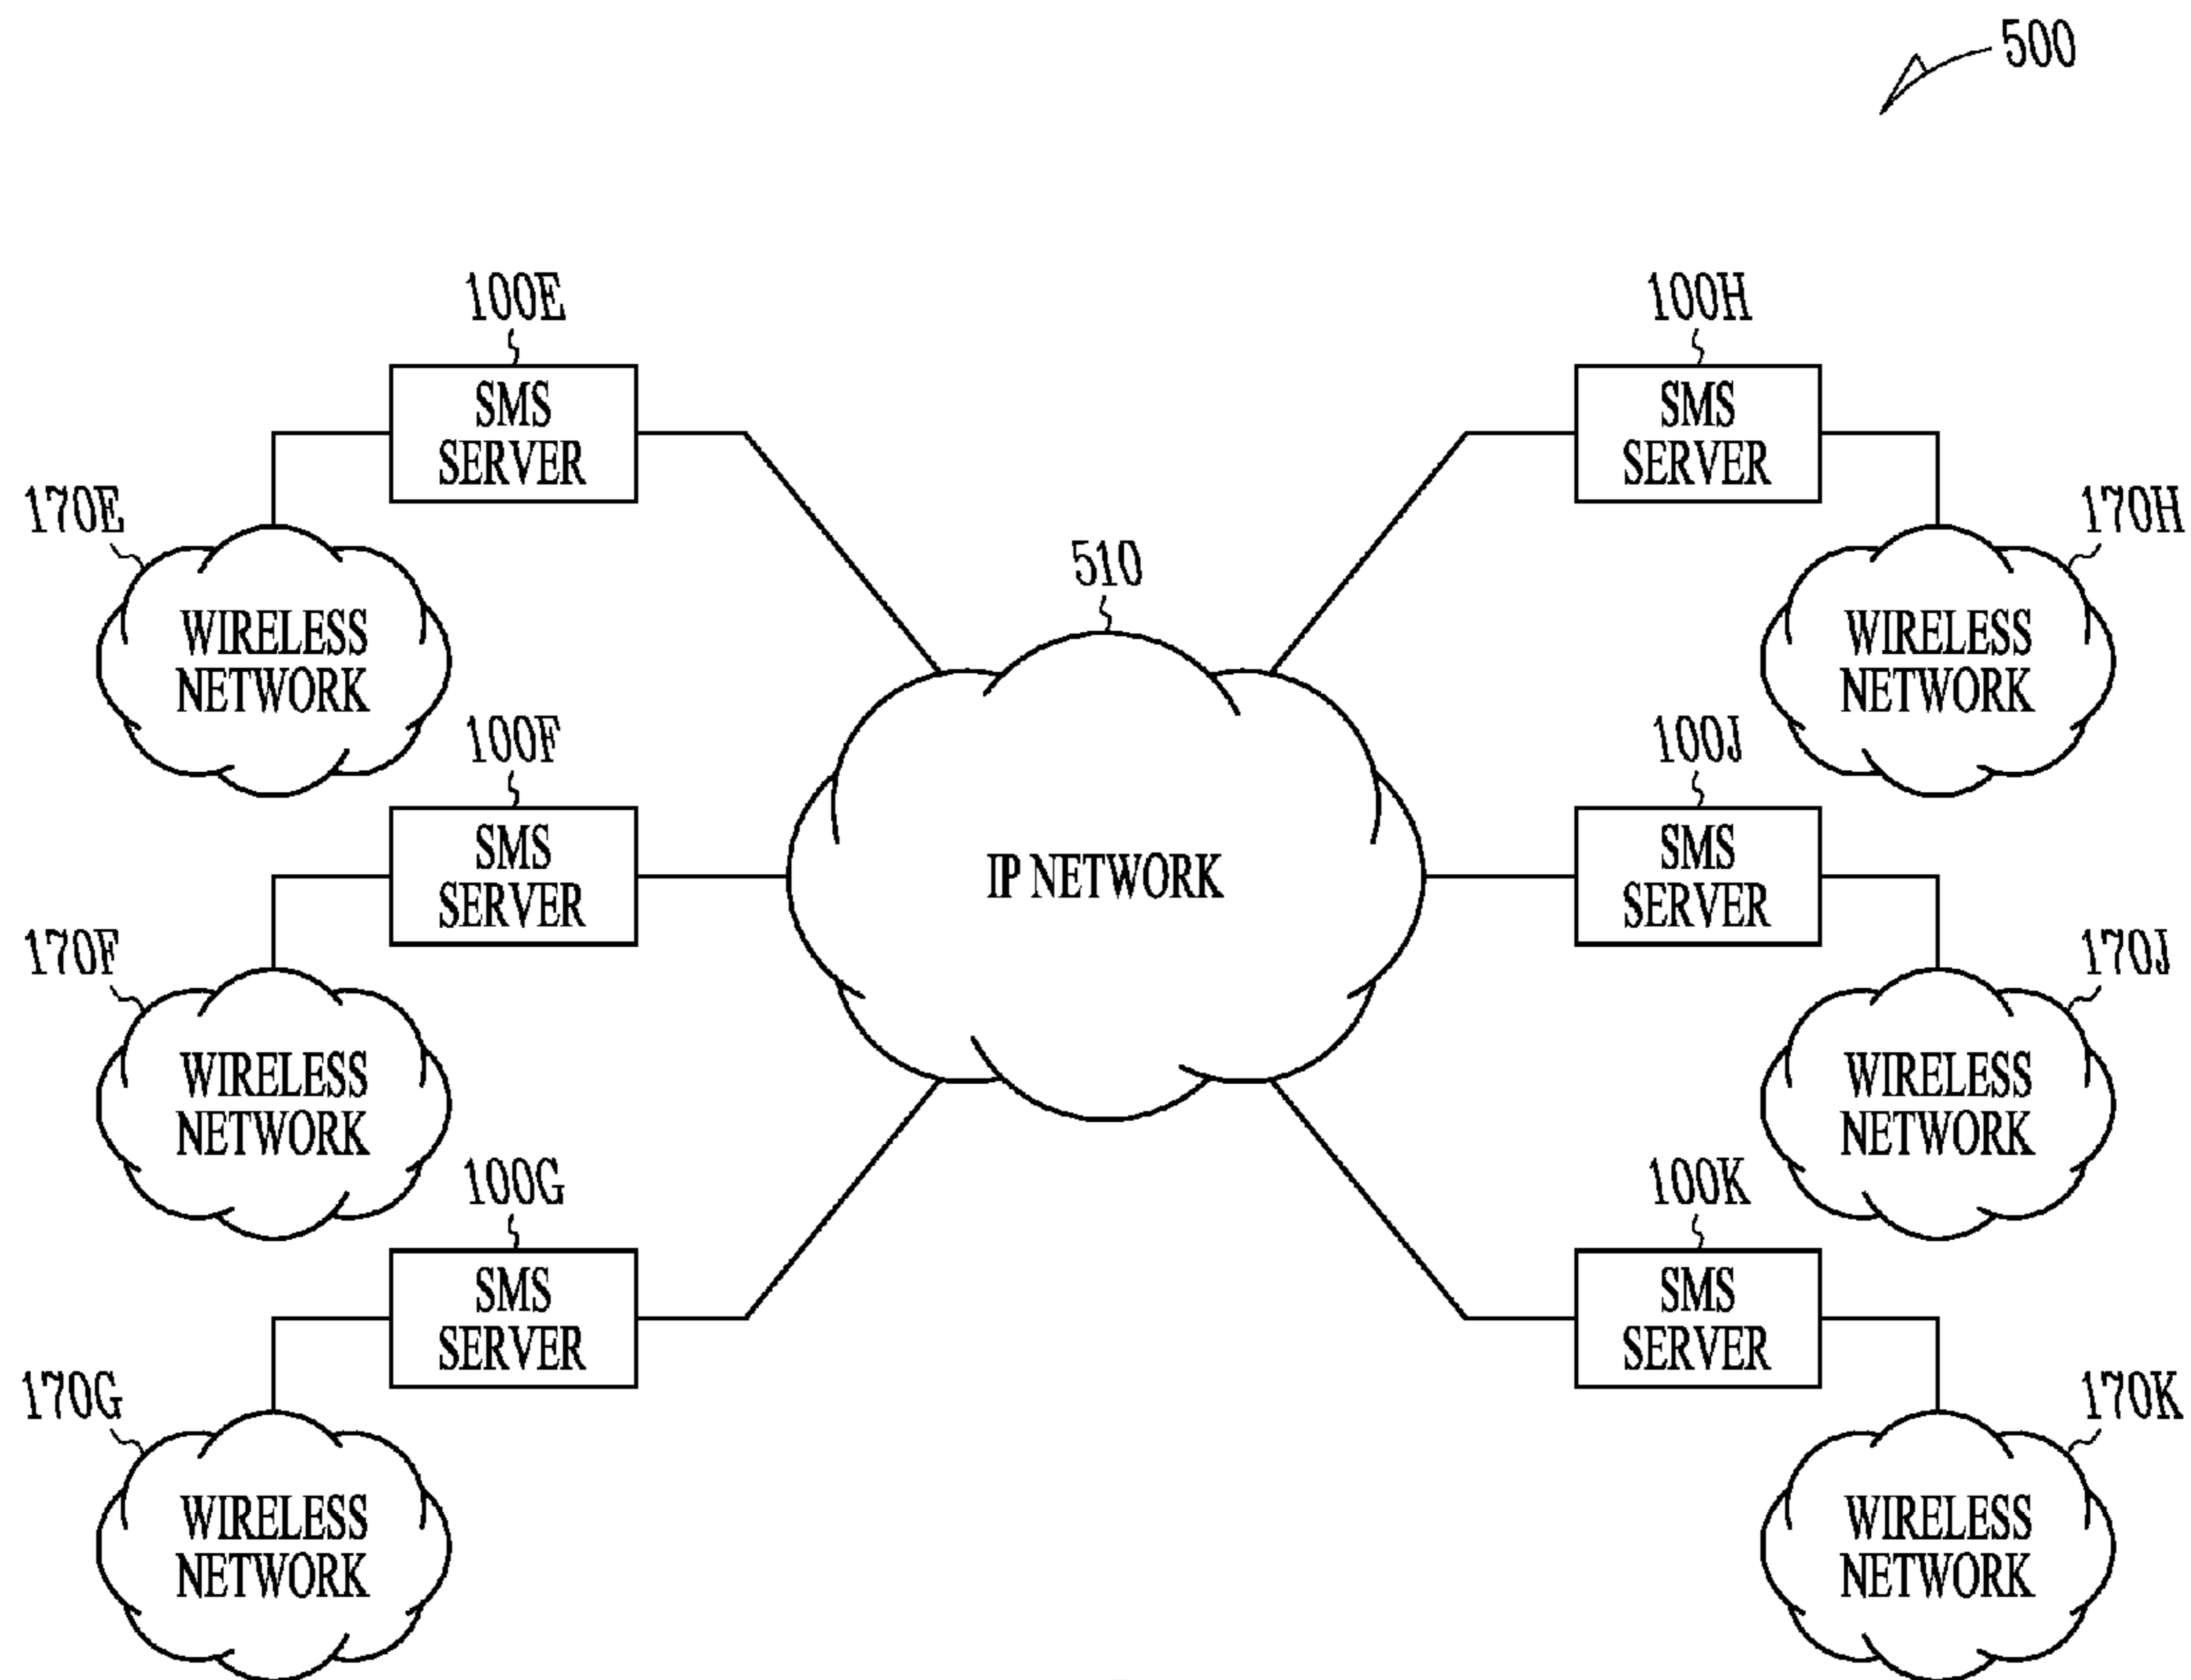 500
100E
100H
SMS
SERVER
SMS
SERVER
170E
170H
510
WIRELESS
NETWORK
WIRELESS
NETWORK
100F
100J
SMS
SERVER
IP NETWORK
SMS
SERVER
170F
170J
WIRELESS
NETWORK
WIRELESS
NETWORK
100G
100K
SMS
SERVER
SMS
SERVER
170G
170K
WIRELESS
NETWORK
WIRELESS
NETWORK